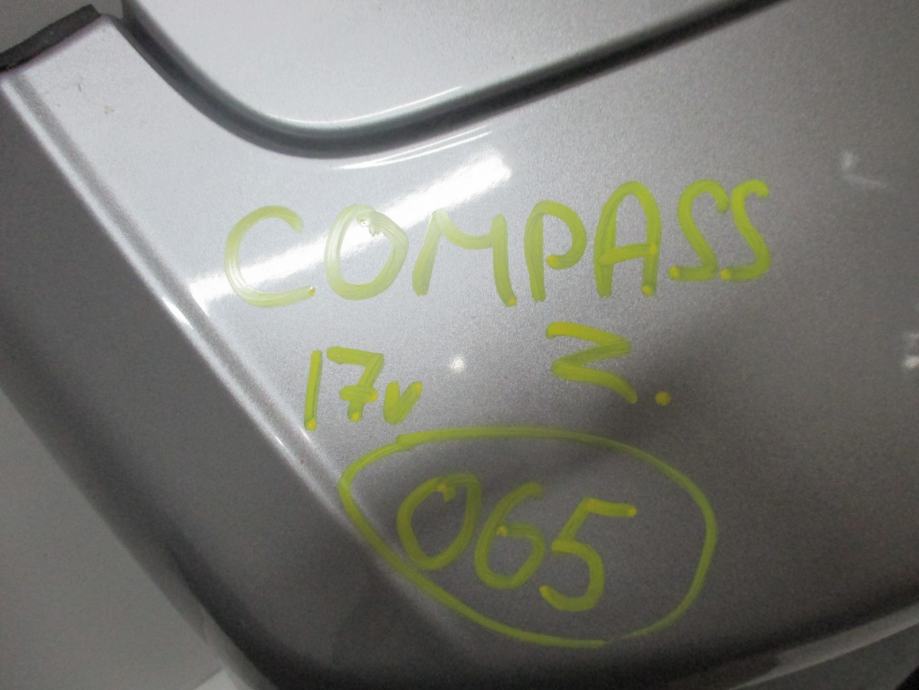 COMPASS
17v Z.
065